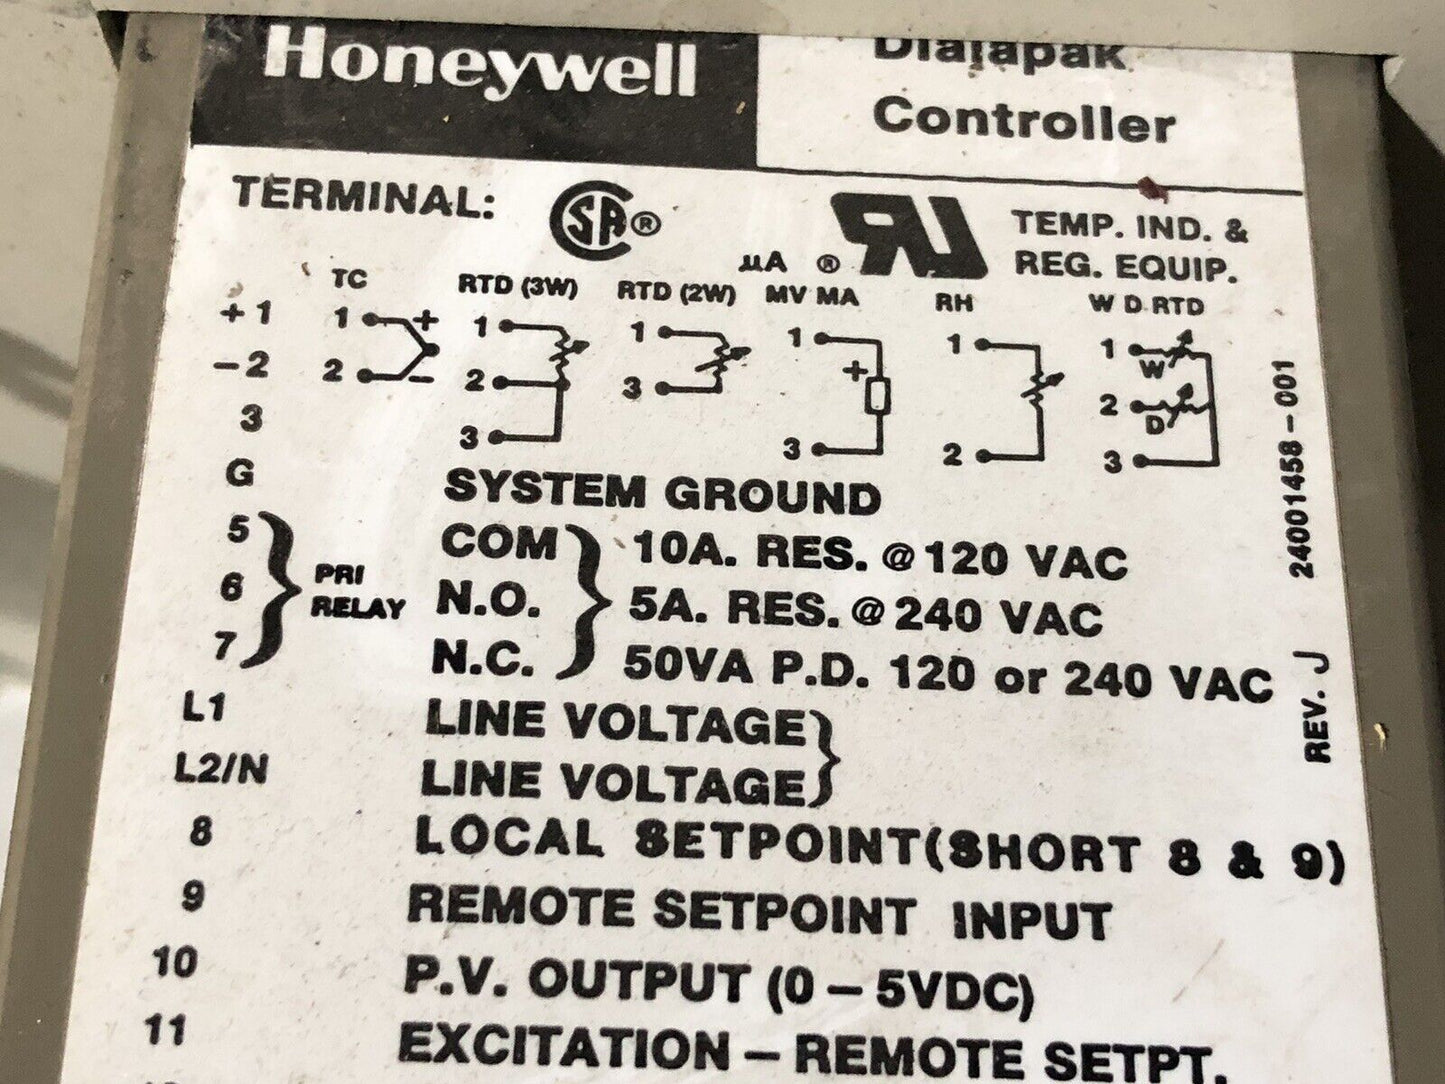 Honeywell
Dialapak
Controller
TERMINAL:
SA ®
RU ®
TEMP. IND. &
REG. EQUIP.
TC RTD (3W) RTD (2W) µA MV MA RH W D RTD
+ 1
- 2
3
1 + 2 -
1 2 3
1 3
1 + 3
1 2
1 W 2 D 3
G SYSTEM GROUND
5 COM 10A. RES. @ 120 VAC
6 PRI RELAY N.O. 5A. RES. @ 240 VAC
7 N.C. 50VA P.D. 120 or 240 VAC
L1 LINE VOLTAGE
L2/N LINE VOLTAGE
8 LOCAL SETPOINT (SHORT 8 & 9)
9 REMOTE SETPOINT INPUT
10 P.V. OUTPUT (0 - 5VDC)
11 EXCITATION - REMOTE SETPT.
24001458-001
REV. J